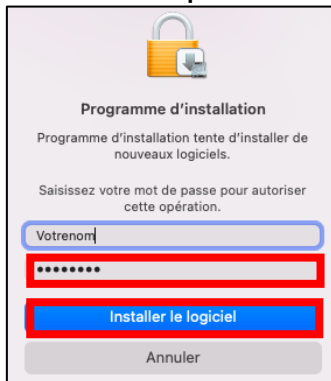 Programme d'installation
Programme d'installation tente d'installer de
nouveaux logiciels.
Saisissez votre mot de passe pour autoriser
cette opération.
Votrenom
••••••••
Installer le logiciel
Annuler